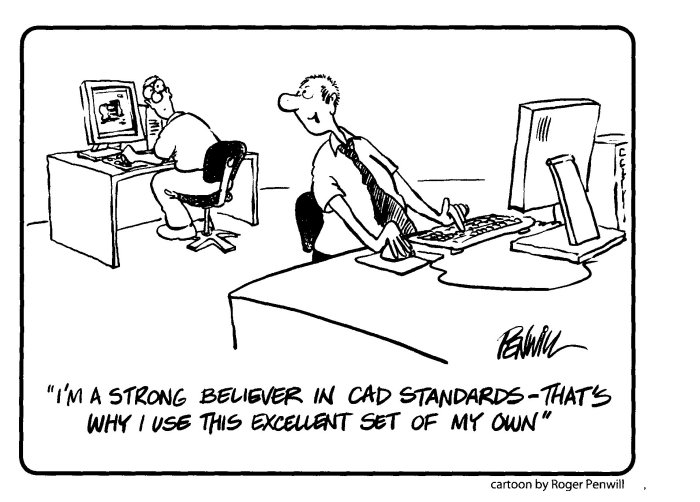 PENWILL
"I'M A STRONG BELIEVER IN CAD STANDARDS – THAT'S
WHY I USE THIS EXCELLENT SET OF MY OWN"
cartoon by Roger Penwill